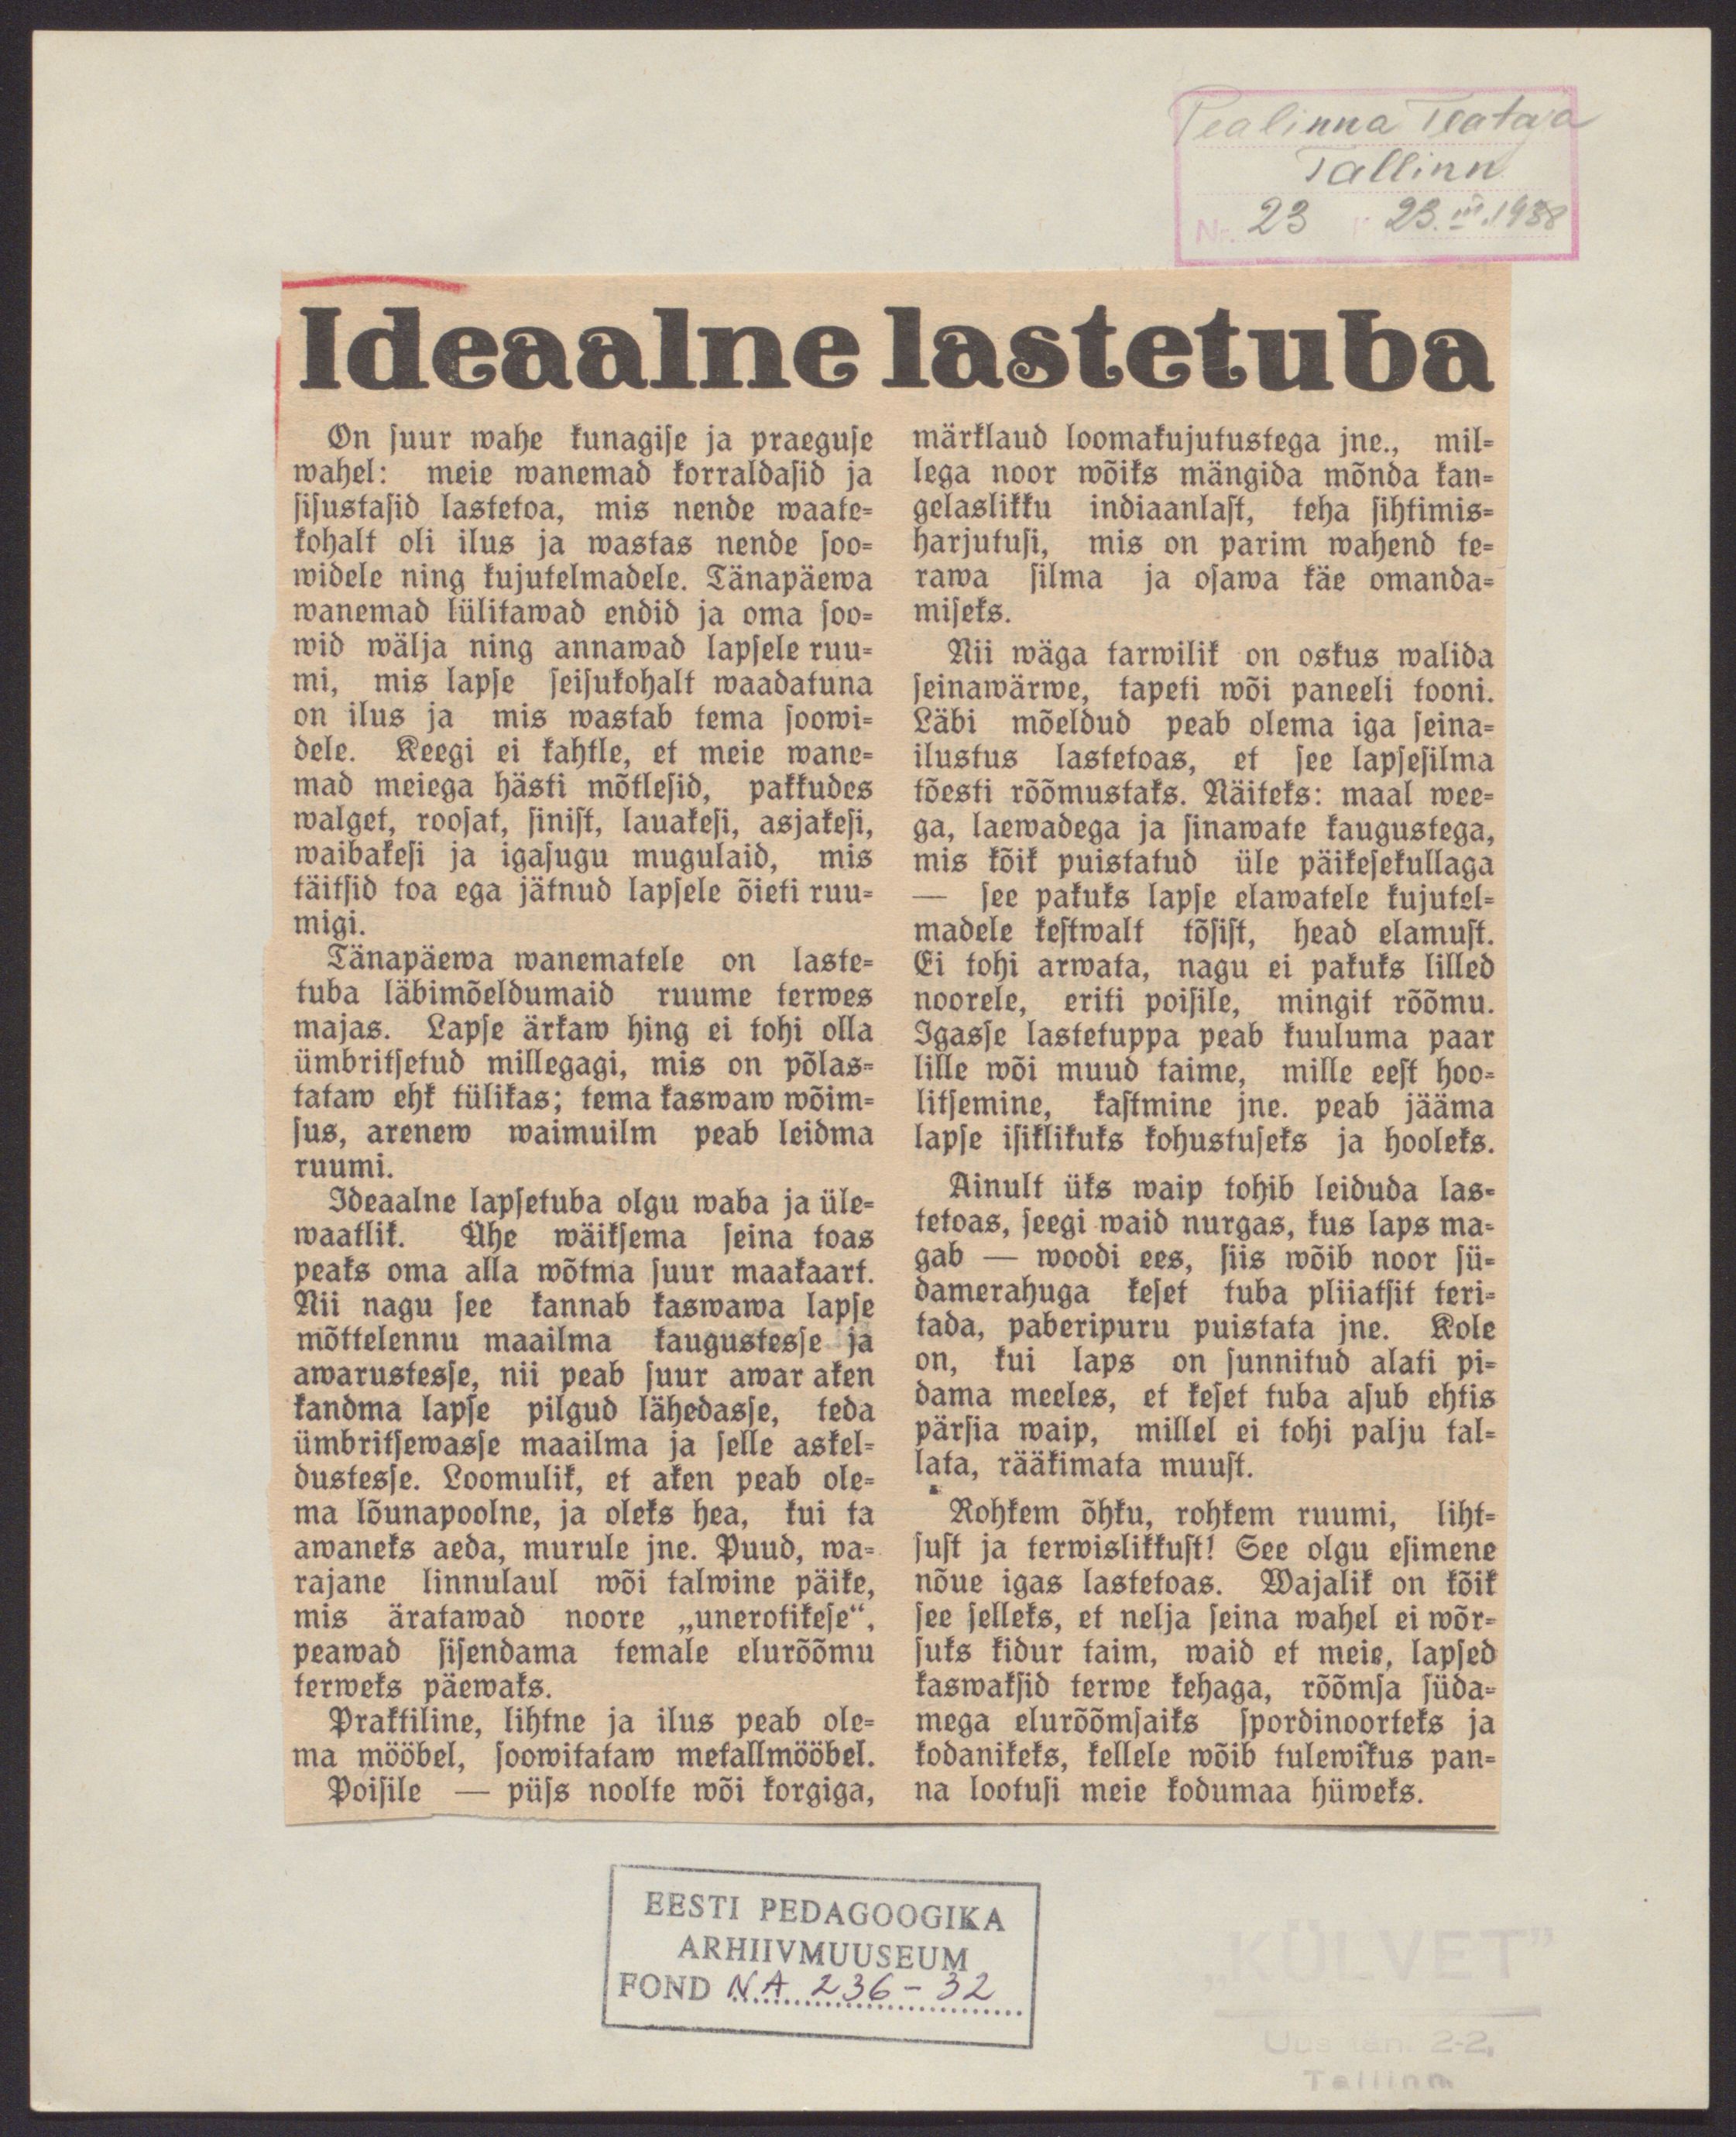 Pealinna Teataja
Tallinn
Nr. 23 23.III.1938
Ideaalne lastetuba
On suur wahe kunagise ja praeguse
wahel: meie wanemad korraldasid ja
sisustasid lastetoa, mis nende waate-
kohalt oli ilus ja wastas nende soo-
widele ning kujutelmadele. Tänapäewa
wanemad lülitawad endid ja oma soo-
wid wälja ning annawad lapsele ruu-
mi, mis lapse seisukohalt waadatuna
on ilus ja mis wastab tema soowi-
dele. Keegi ei kahtle, et meie wane-
mad meiega hästi mõtlesid, pakkudes
walget, roosat, sinist, lauakesi, asjakesi,
waibakesi ja igasugu mugulaid, mis
täitsid toa ega jätnud lapsele õieti ruu-
migi.
Tänapäewa wanematele on laste-
tuba läbimõeldumaid ruume terwes
majas. Lapse ärkaw hing ei tohi olla
ümbritsetud millegagi, mis on põlas-
tataw ehk tülikas; tema kaswaw wõim-
sus, arenew waimuilm peab leidma
ruumi.
Ideaalne lapsetuba olgu waba ja üle-
waatlik. Ühe wäiksema seina toas
peaks oma alla wõtma suur maakaart.
Nii nagu see kannab kaswawa lapse
mõttelennu maailma kaugustesse ja
awarustesse, nii peab suur awar aken
kandma lapse pilgud lähedasse, teda
ümbritsewasse maailma ja selle askel-
dustesse. Loomulik, et aken peab ole-
ma lõunapoolne, ja oleks hea, kui ta
awaneks aeda, murule jne. Puud, wa-
rajane linnulaul wõi talwine päike,
mis äratawad noore „unerotikese“,
peawad sisendama temale elurõõmu
terweks päewaks.
Praktiline, lihtne ja ilus peab ole-
ma mööbel, soowitataw metallmööbel.
Poisile — püss noolte wõi korgiga,
märklaud loomakujutustega jne., mil-
lega noor wõiks mängida mõnda kan-
gelaslikku indiaanlast, teha sihtimis-
harjutusi, mis on parim wahend te-
rawa silma ja osawa käe omanda-
miseks.
Nii wäga tarwilik on oskus walida
seinawärwe, tapeti wõi paneeli tooni.
Läbi mõeldud peab olema iga seina-
ilustus lastetoas, et see lapsesilma
tõesti rõõmustaks. Näiteks: maal wee-
ga, laewadega ja sinawate kaugustega,
mis kõik puistatud üle päikesekullaga
— see pakuks lapse elawatele kujutel-
madele kestwalt tõsist, head elamust.
Ei tohi arwata, nagu ei pakuks lilled
noorele, eriti poisile, mingit rõõmu.
Igasse lastetuppa peab kuuluma paar
lille wõi muud taime, mille eest hoo-
litsemine, kastmine jne. peab jääma
lapse isiklikuks kohustuseks ja hooleks.
Ainult üks waip tohib leiduda las-
tetoas, seegi waid nurgas, kus laps ma-
gab — woodi ees, siis wõib noor sü-
damerahuga keset tuba pliiatsit teri-
tada, paberipuru puistata jne. Kole
on, kui laps on sunnitud alati pi-
dama meeles, et keset tuba asub ehtis
pärsia waip, millel ei tohi palju tal-
lata, rääkimata muust.
Rohkem õhku, rohkem ruumi, liht-
sust ja terwislikkust! See olgu esimene
nõue igas lastetoas. Wajalik on kõik
see selleks, et nelja seina wahel ei wõr-
suks kidur taim, waid et meie, lapsed
kaswaksid terwe kehaga, rõõmsa süda-
mega elurõõmsaiks spordinoorteks ja
kodanikeks, kellele wõib tulewikus pan-
na lootusi meie kodumaa hüweks.
EESTI PEDAGOOGIKA
ARHIIVMUUSEUM
FOND N.A 236-32
„KÜLVET”
Uus tän. 2-2,
Tallinn